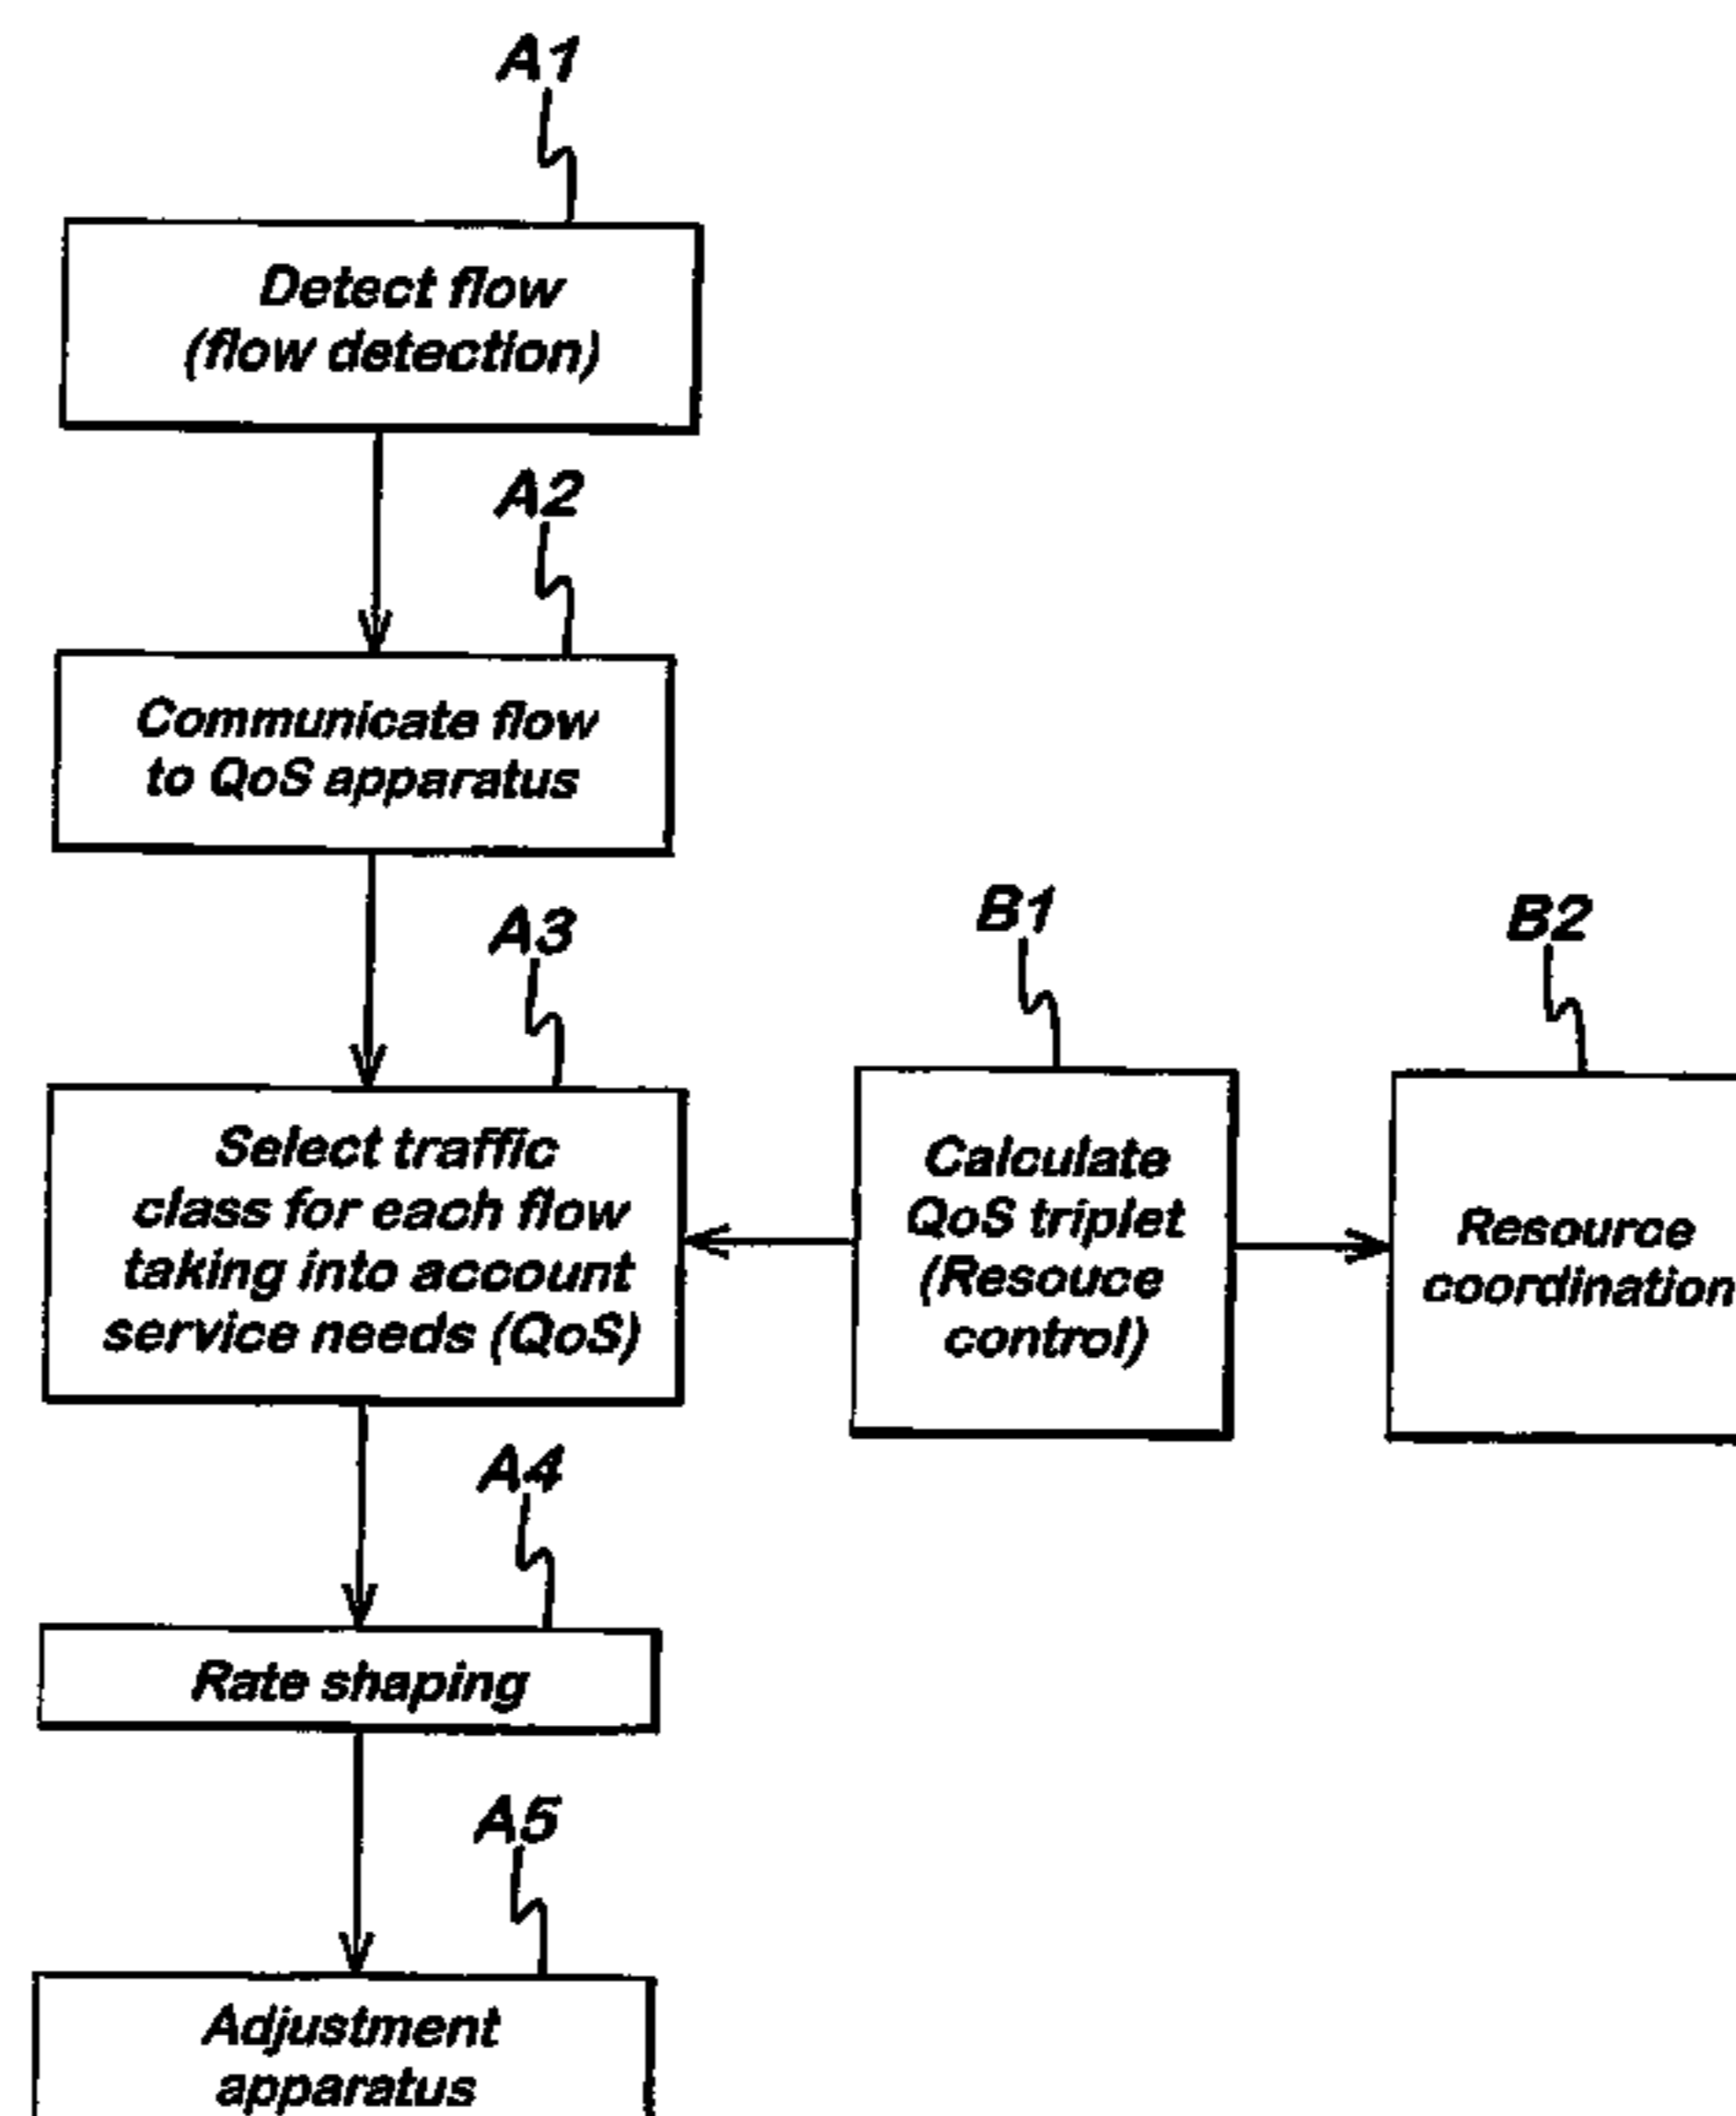 A1
Detect flow
(flow detection)
A2
Communicate flow
to QoS apparatus
A3
Select traffic
class for each flow
taking into account
service needs (QoS)
B1
Calculate
QoS triplet
(Resouce
control)
B2
Resource
coordination
A4
Rate shaping
A5
Adjustment
apparatus